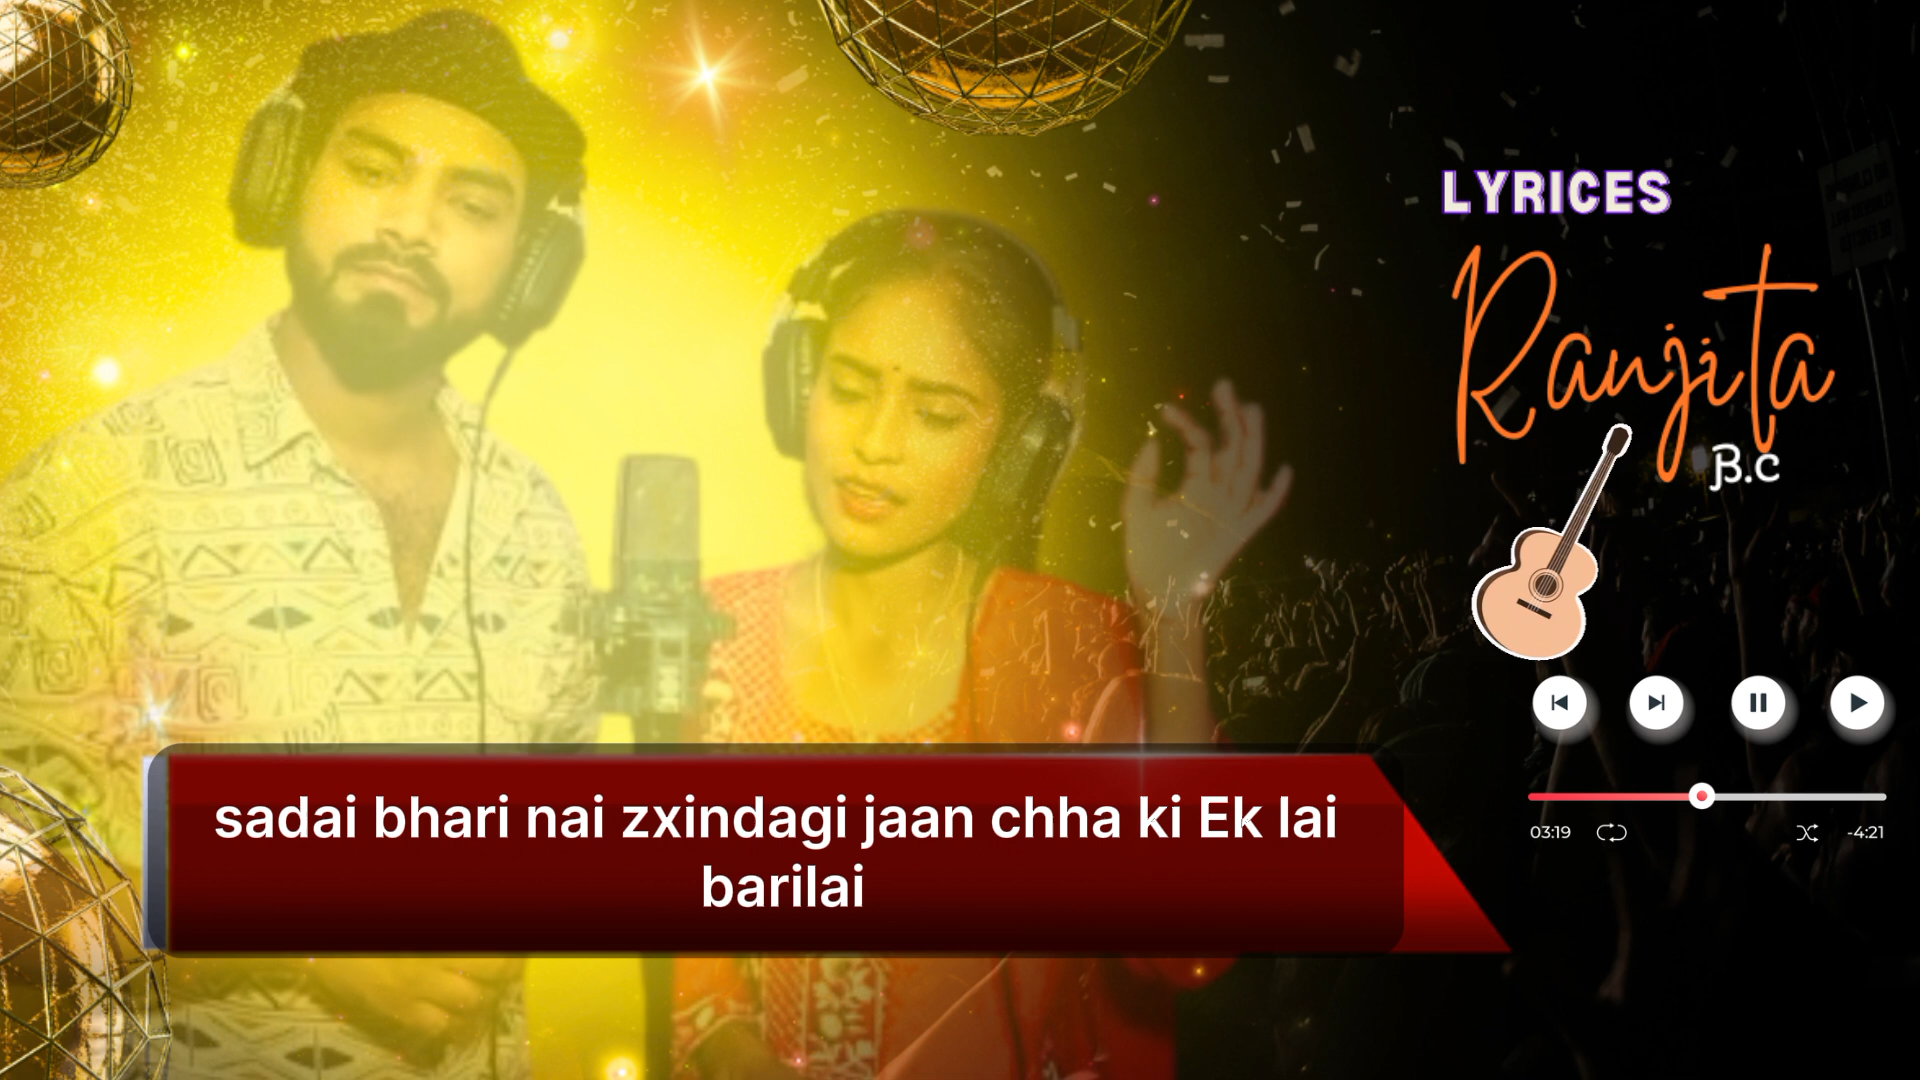 LYRICES
Ranjita
B.C
03:19
-4:21
sadai bhari nai zxindagi jaan chha ki Ek lai
barilai